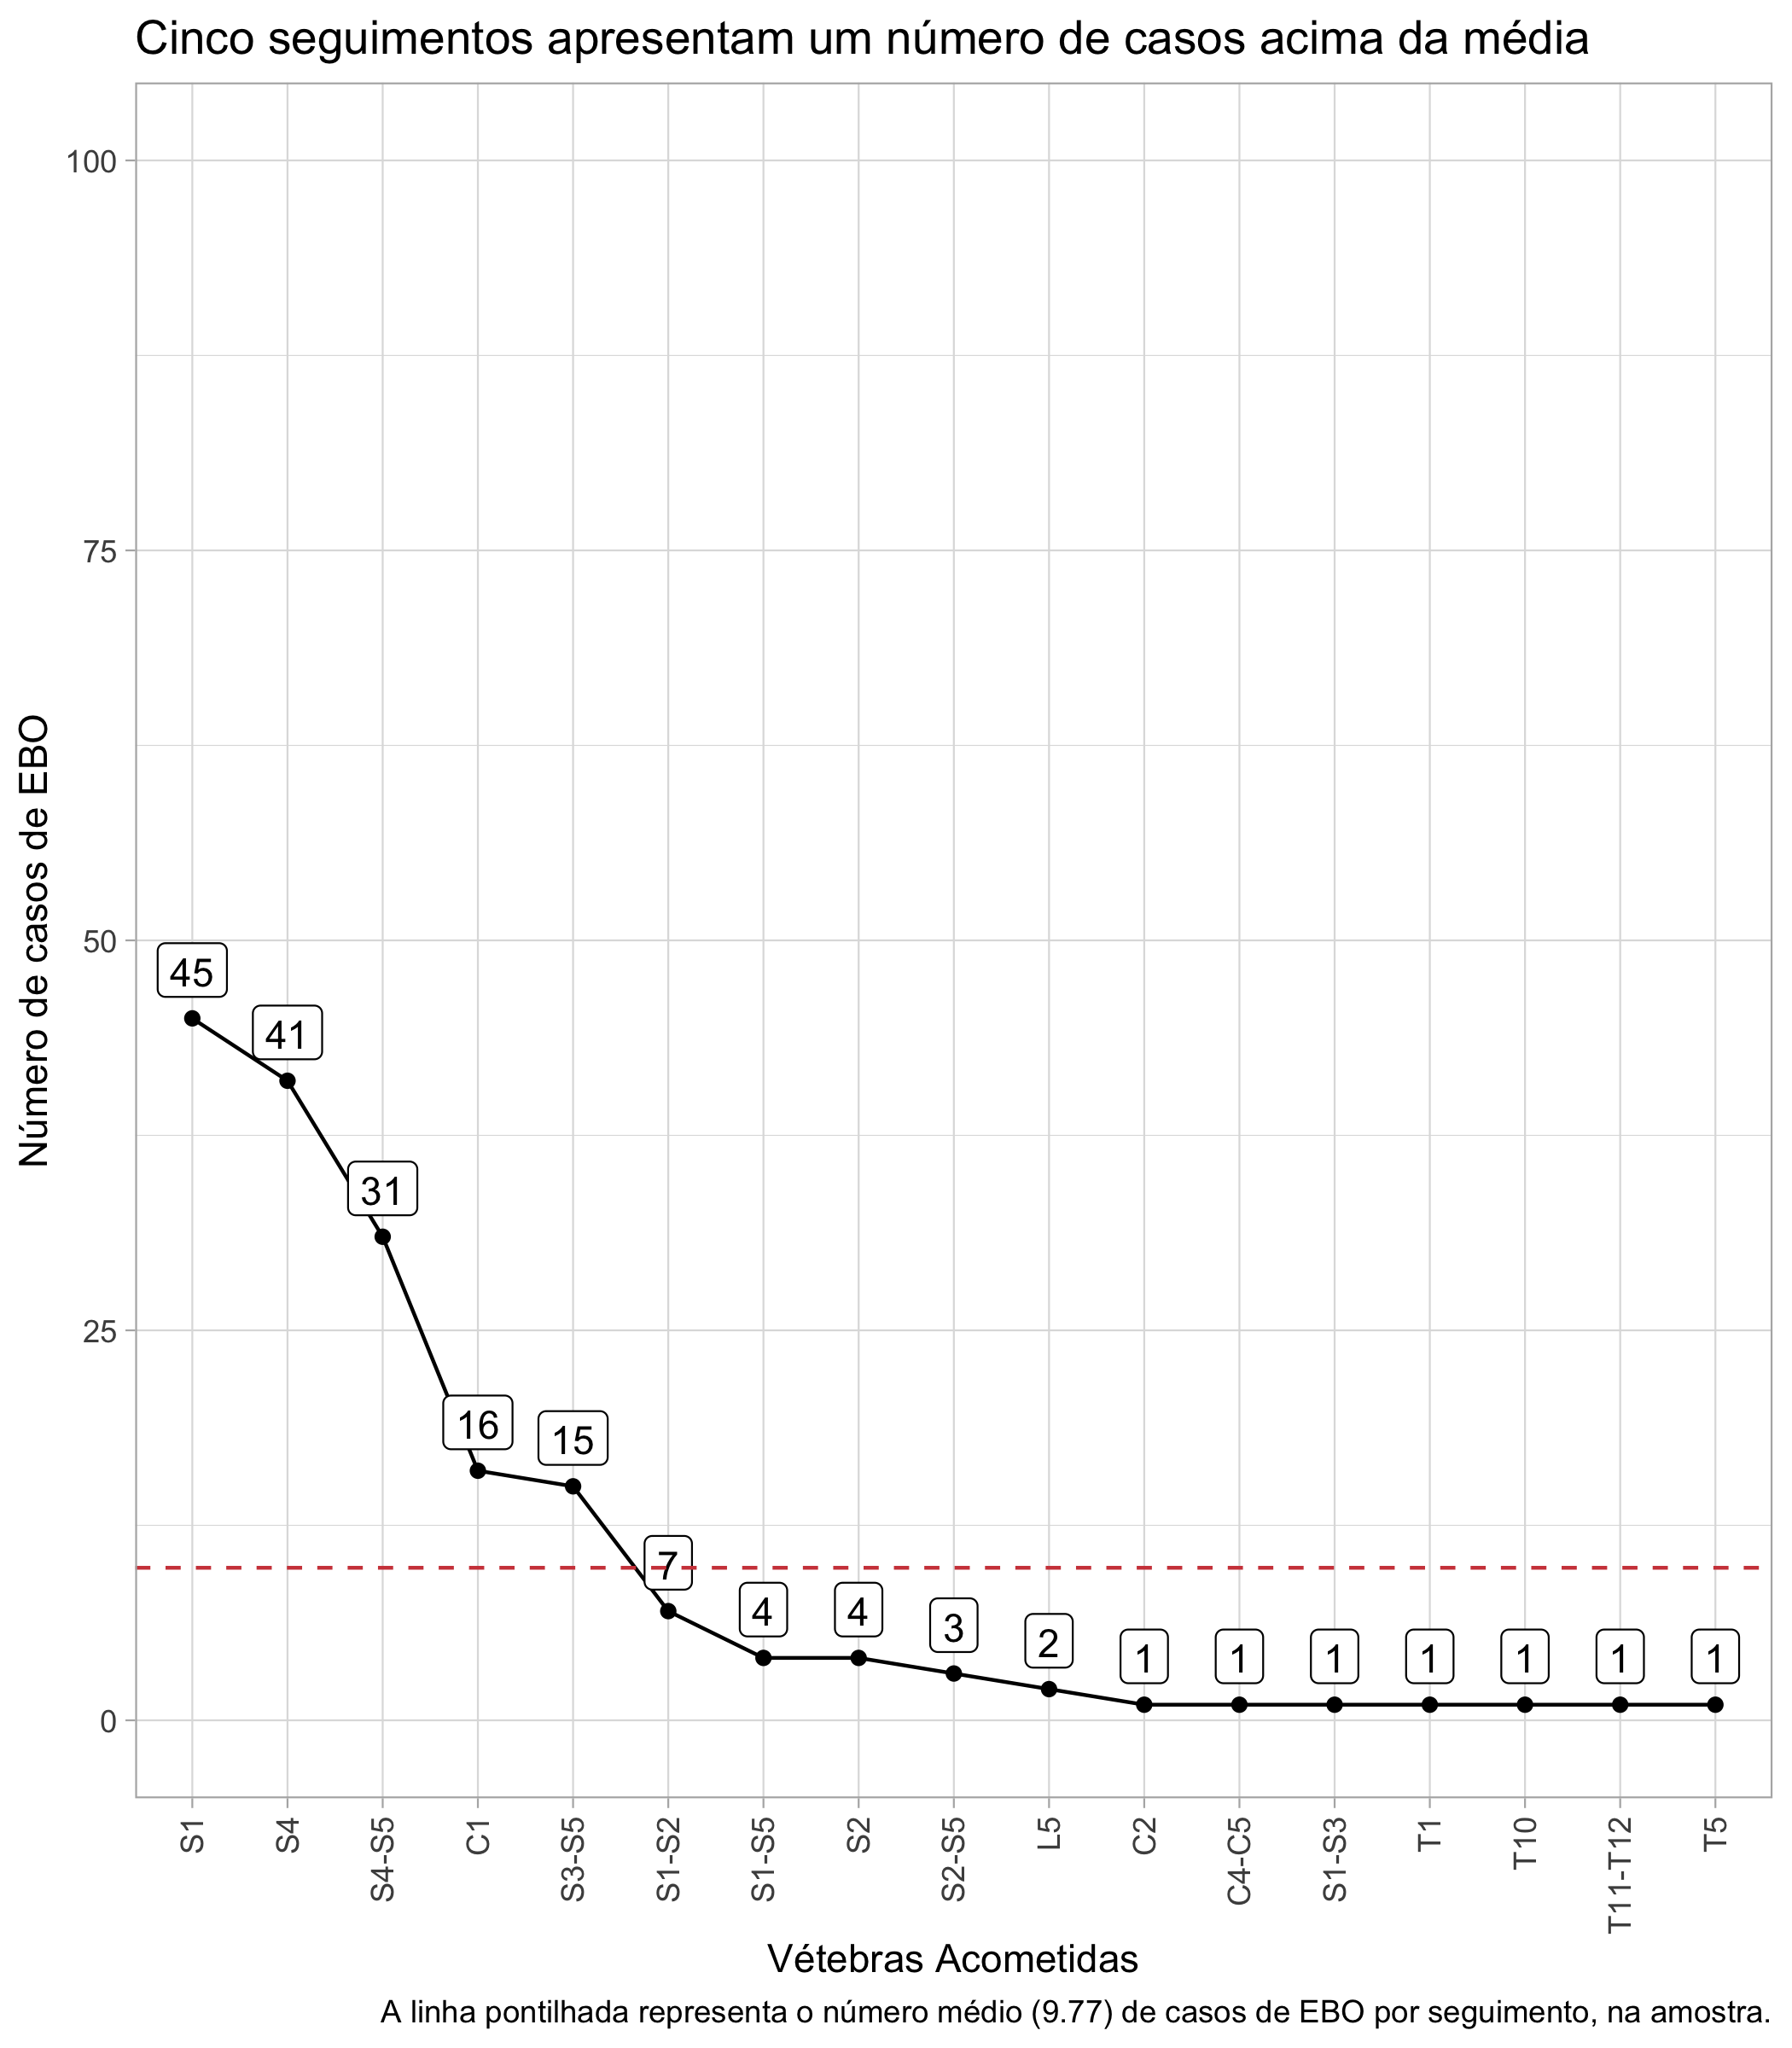 Cinco seguimentos apresentam um número de casos acima da média
Número de casos de EBO
100
75
50
25
0
45
41
31
16
15
7
4
4
3
2
1
1
1
1
1
1
1
S1
S4
S4-S5
C1
S3-S5
S1-S2
S1-S5
S2
S2-S5
L5
C2
C4-C5
S1-S3
T1
T10
T11-T12
T5
Vétebras Acometidas
A linha pontilhada representa o número médio (9.77) de casos de EBO por seguimento, na amostra.